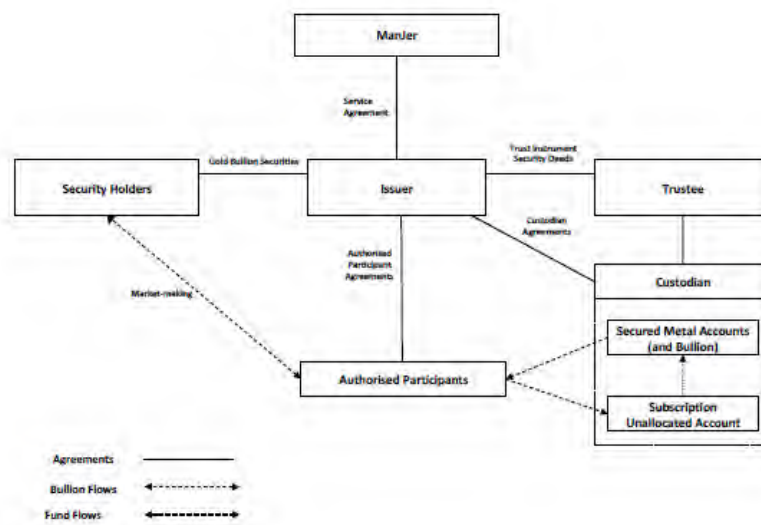 ManJer
Service
Agreement
Gold Bullion Securities
Trust Instrument
Security Deeds
Security Holders
Issuer
Trustee
Custodian
Agreements
Authorised
Participant
Agreements
Custodian
Market-making
Secured Metal Accounts
(and Bullion)
Authorised Participants
Subscription
Unallocated Account
Agreements
Bullion Flows
Fund Flows